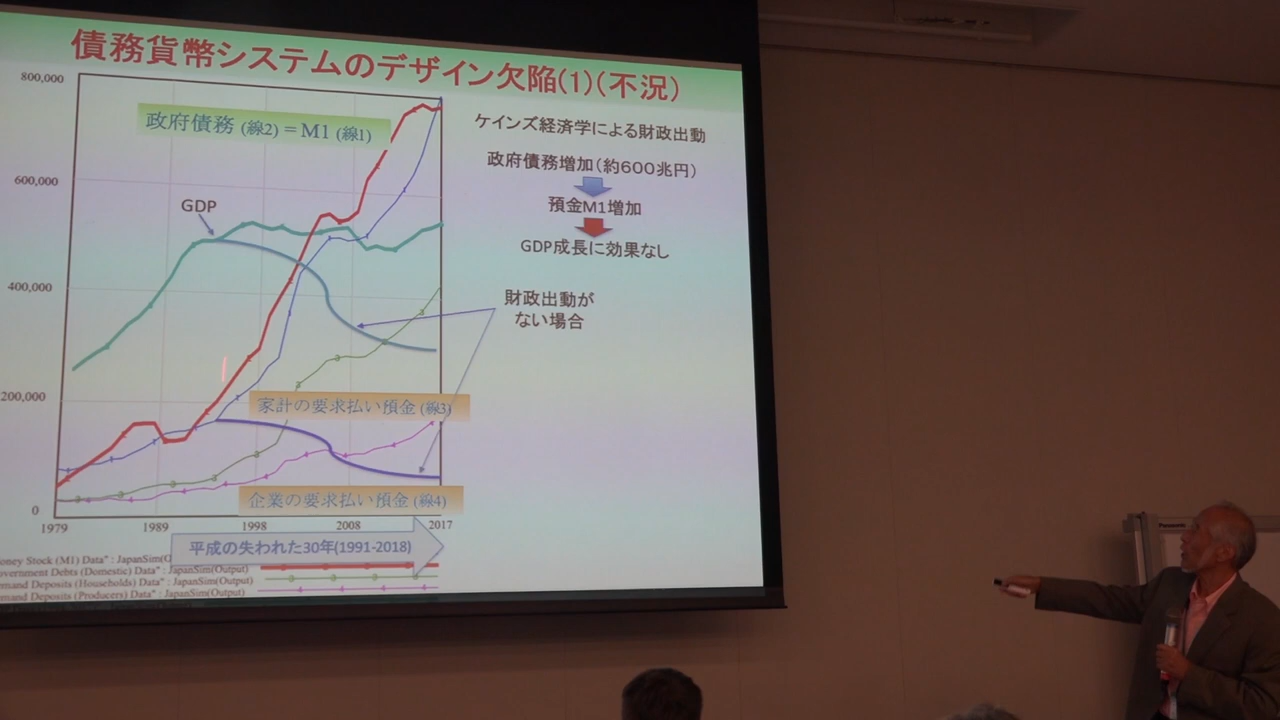 債務貨幣システムのデザイン欠陥(1)(不況)
800,000
600,000
400,000
200,000
0
政府債務 (線2) = M1 (線1)
GDP
家計の要求払い預金 (線3)
企業の要求払い預金 (線4)
1979 1989 1998 2008 2017
平成の失われた30年(1991-2018)
oney Stock (M1) Data" : JapanSim(O
overnment Debts (Domestic) Data" : JapanSim(Output)
mand Deposits (Households) Data" : JapanSim(Output)
mand Deposits (Producers) Data" : JapanSim(Output)
ケインズ経済学による財政出動
政府債務増加(約600兆円)
預金M1増加
GDP成長に効果なし
財政出動が
ない場合
Panasonic